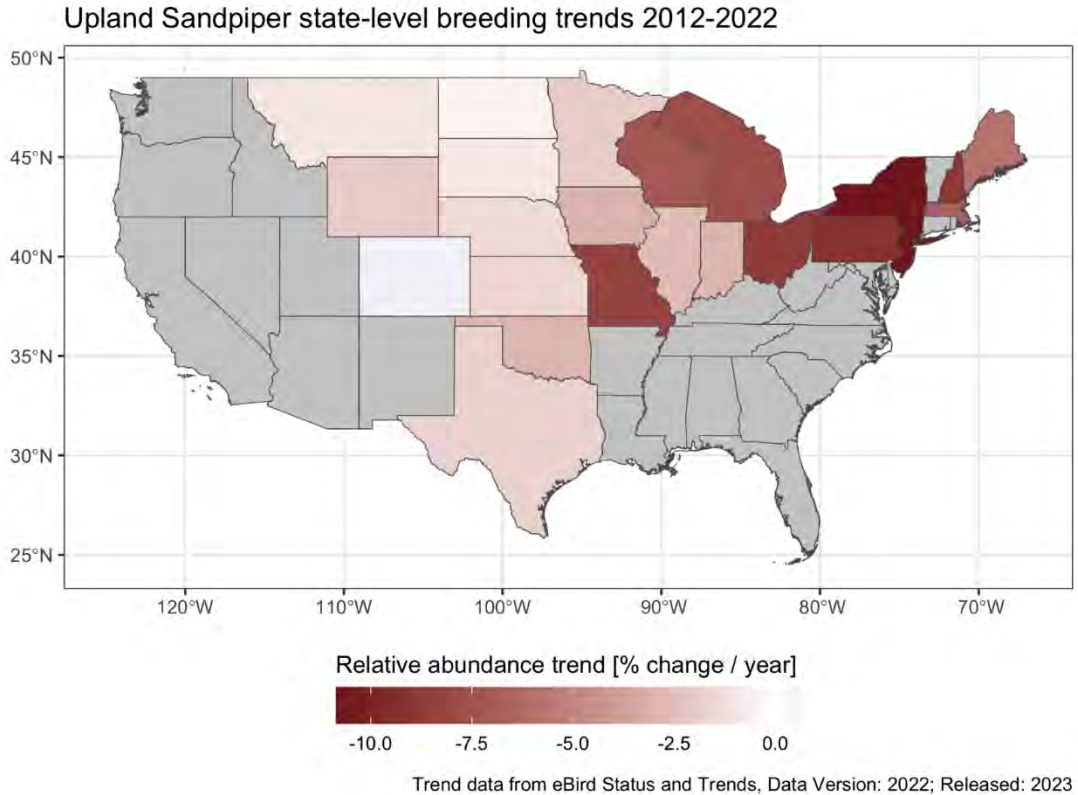 Upland Sandpiper state-level breeding trends 2012-2022
50°N
45°N
40°N
35°N
30°N
25°N
120°W 110°W 100°W 90°W 80°W 70°W
Relative abundance trend [% change / year]
-10.0 -7.5 -5.0 -2.5 0.0
Trend data from eBird Status and Trends, Data Version: 2022; Released: 2023